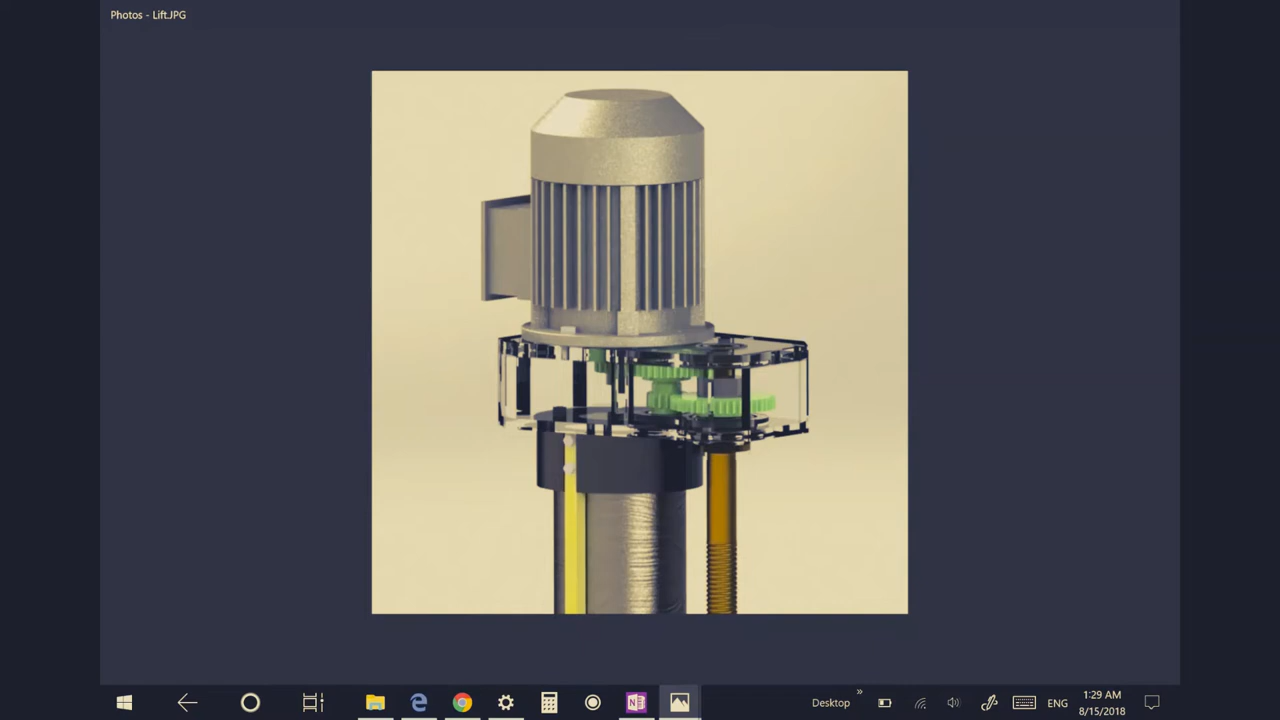 Photos - Lift.JPG
Desktop
»
ENG
1:29 AM
8/15/2018